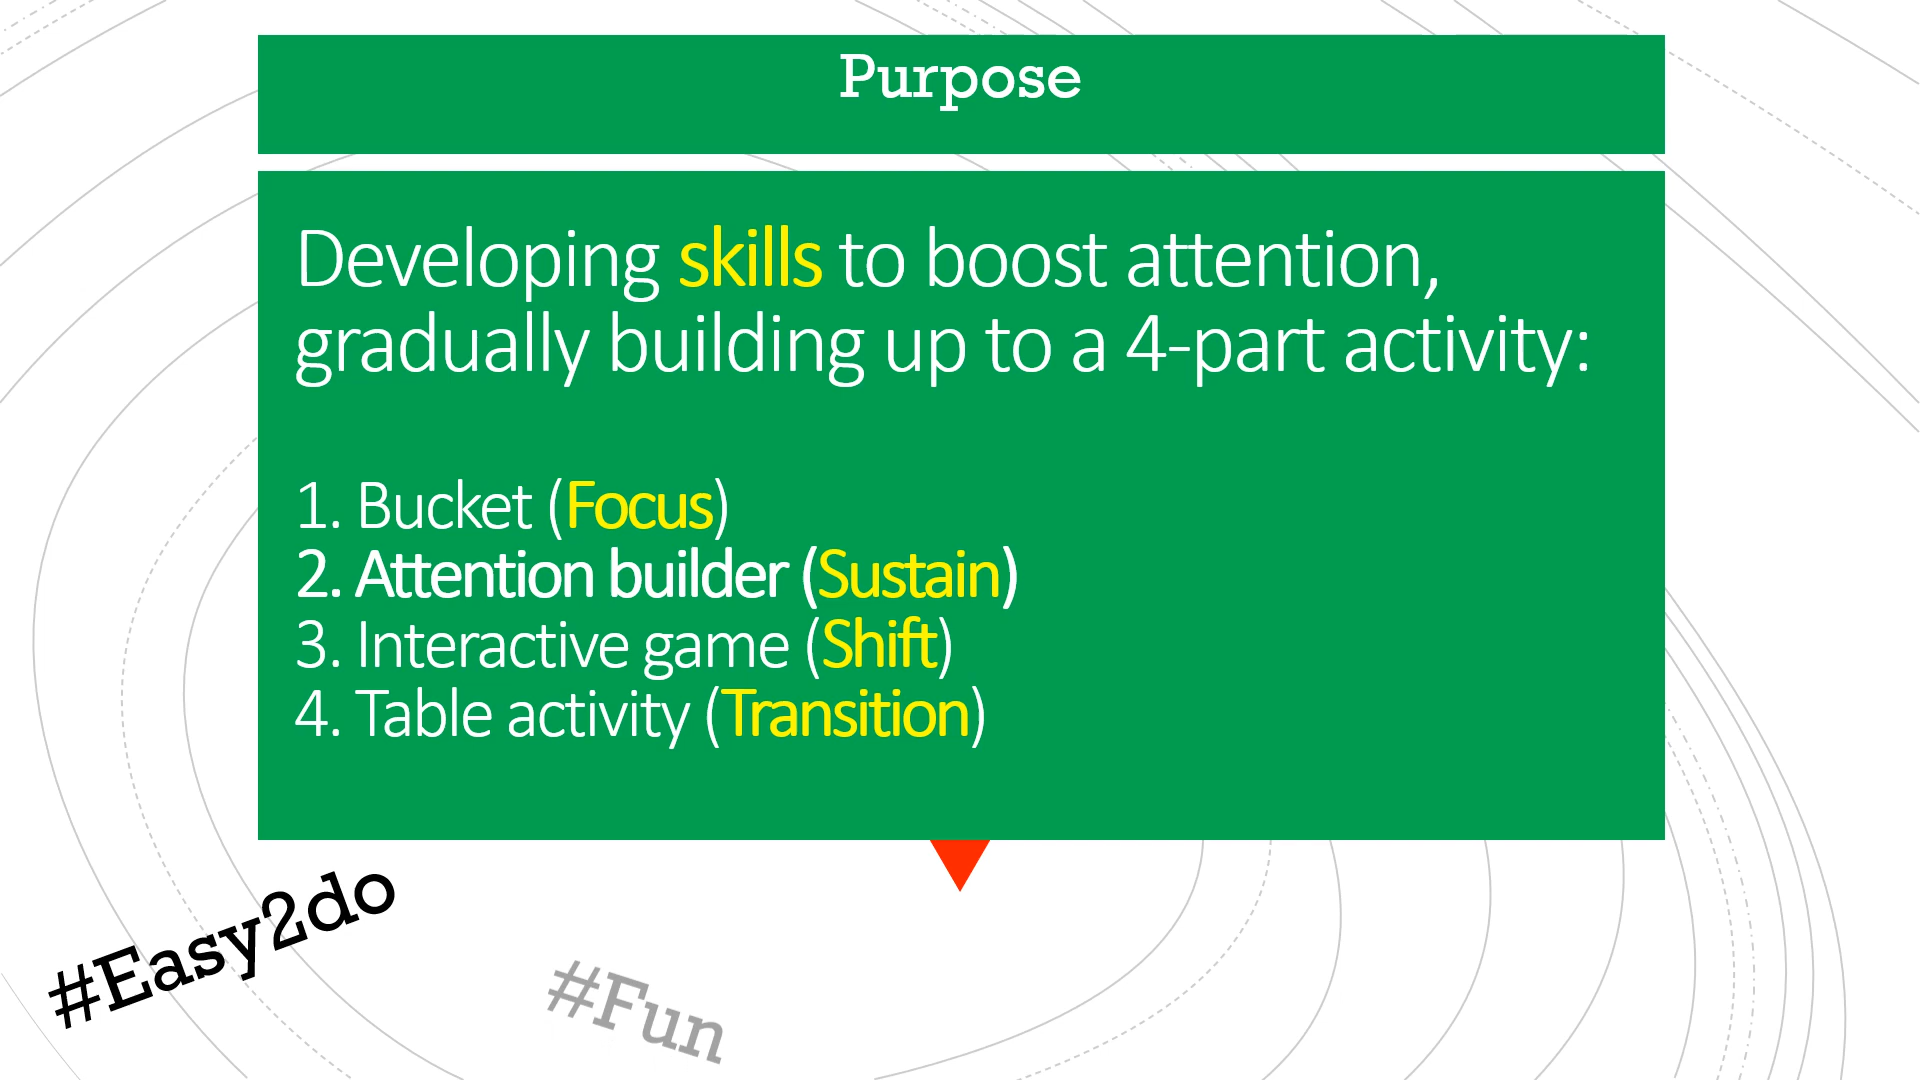 Purpose
Developing skills to boost attention,
gradually building up to a 4-part activity:
1. Bucket (Focus)
2. Attention builder (Sustain)
3. Interactive game (Shift)
4. Table activity (Transition)
#Easy2do
#Fun